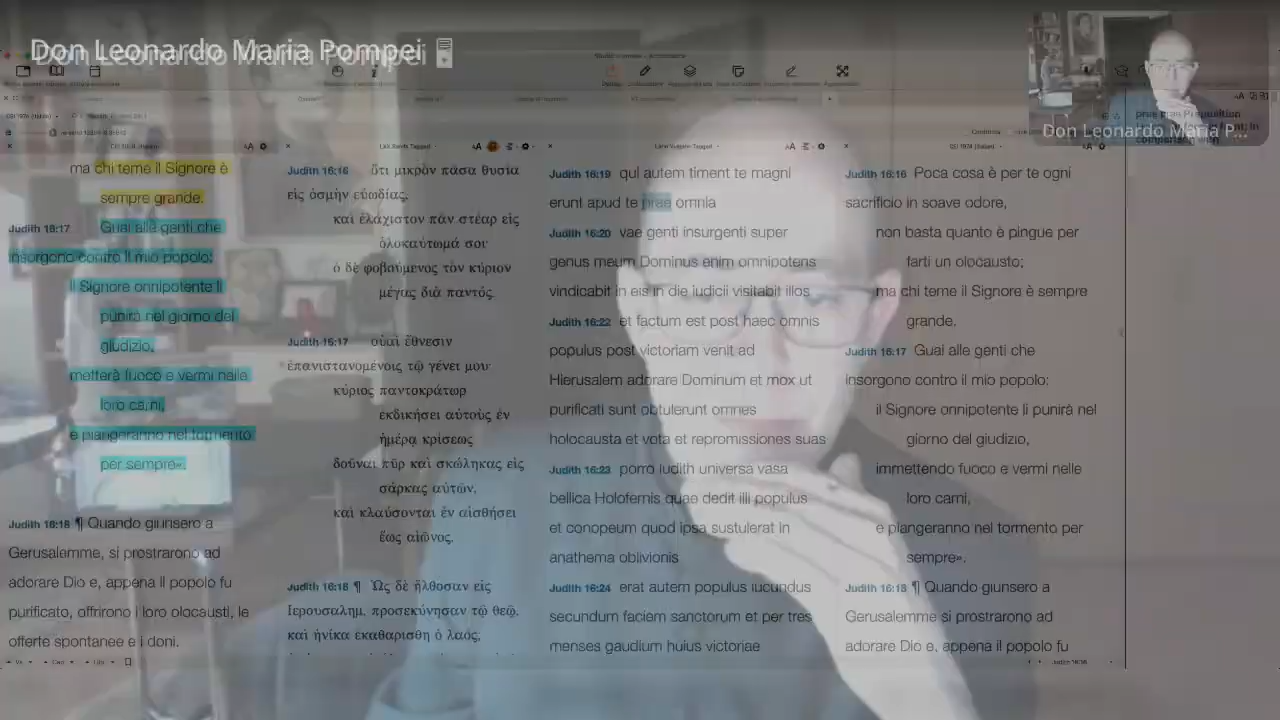 Don Leonardo Maria Pompei
Don Leonardo Maria P...
ma chi teme il Signore è
sempre grande.
Judith 16:17 Guai alle genti che
insorgono contro il mio popolo:
il Signore onnipotente li
punirà nel giorno del
giudizio,
metterà fuoco e vermi nelle
loro carni,
e piangeranno nel tormento
per sempre».
Judith 16:18 ¶ Quando giunsero a
Gerusalemme, si prostrarono ad
adorare Dio e, appena il popolo fu
purificato, offrirono i loro olocausti, le
offerte spontanee e i doni.
Judith 16:16 ὅτι μικρὸν πᾶσα θυσία
εἰς ὀσμὴν εὐωδίας,
καὶ ἐλάχιστον πᾶν στέαρ εἰς
ὁλοκαύτωμά σοι·
ὁ δὲ φοβούμενος τὸν κύριον
μέγας διὰ παντός.
Judith 16:17 οὐαὶ ἔθνεσιν
ἐπανιστανομένοις τῷ γένει μου·
κύριος παντοκράτωρ
ἐκδικήσει αὐτοὺς ἐν
ἡμέρᾳ κρίσεως
δοῦναι πῦρ καὶ σκώληκας εἰς
σάρκας αὐτῶν,
καὶ κλαύσονται ἐν αἰσθήσει
ἕως αἰῶνος.
Judith 16:18 ¶ Ὡς δὲ ἤλθοσαν εἰς
Ιερουσαλημ, προσεκύνησαν τῷ θεῷ,
καὶ ἡνίκα ἐκαθαρίσθη ὁ λαός,
Judith 16:19 qui autem timent te magni
erunt apud te prae omnia
Judith 16:20 vae genti insurgenti super
genus meum Dominus enim omnipotens
vindicabit in eis in die iudicii visitabit illos
Judith 16:22 et factum est post haec omnis
populus post victoriam venit ad
Hierusalem adorare Dominum et mox ut
purificati sunt obtulerunt omnes
holocausta et vota et repromissiones suas
Judith 16:23 porro Iudith universa vasa
bellica Holofernis quae dedit illi populus
et conopeum quod ipsa sustulerat in
anathema oblivionis
Judith 16:24 erat autem populus iucundus
secundum faciem sanctorum et per tres
menses gaudium huius victoriae
Judith 16:16 Poca cosa è per te ogni
sacrificio in soave odore,
non basta quanto è pingue per
farti un olocausto;
ma chi teme il Signore è sempre
grande.
Judith 16:17 Guai alle genti che
insorgono contro il mio popolo:
il Signore onnipotente li punirà nel
giorno del giudizio,
immettendo fuoco e vermi nelle
loro carni,
e piangeranno nel tormento per
sempre».
Judith 16:18 ¶ Quando giunsero a
Gerusalemme si prostrarono ad
adorare Dio e, appena il popolo fu